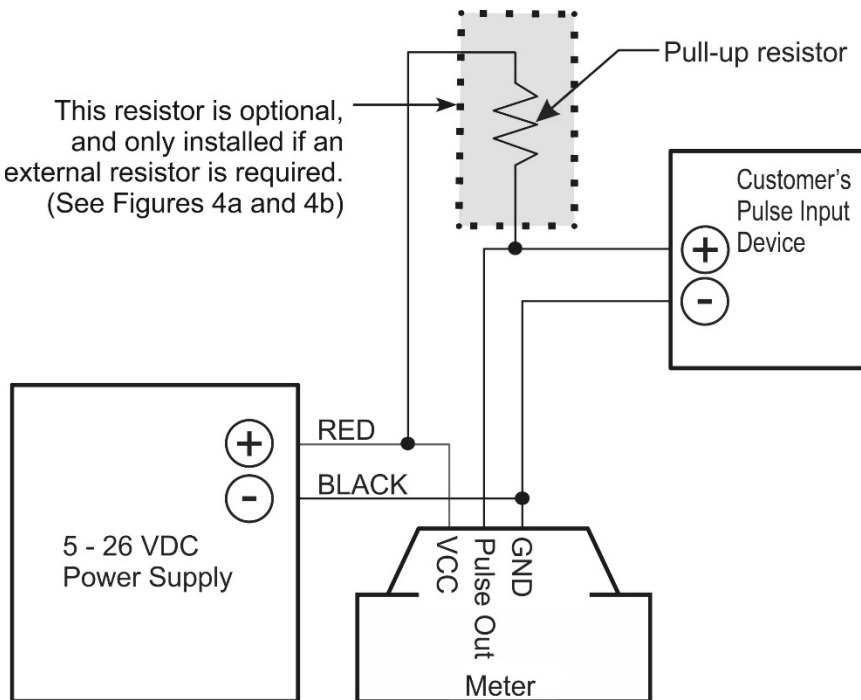 Pull-up resistor
This resistor is optional,
and only installed if an
external resistor is required.
(See Figures 4a and 4b)
Customer's
Pulse Input
Device
+
-
RED
+
BLACK
-
5 - 26 VDC
Power Supply
VCC
Pulse Out
GND
Meter